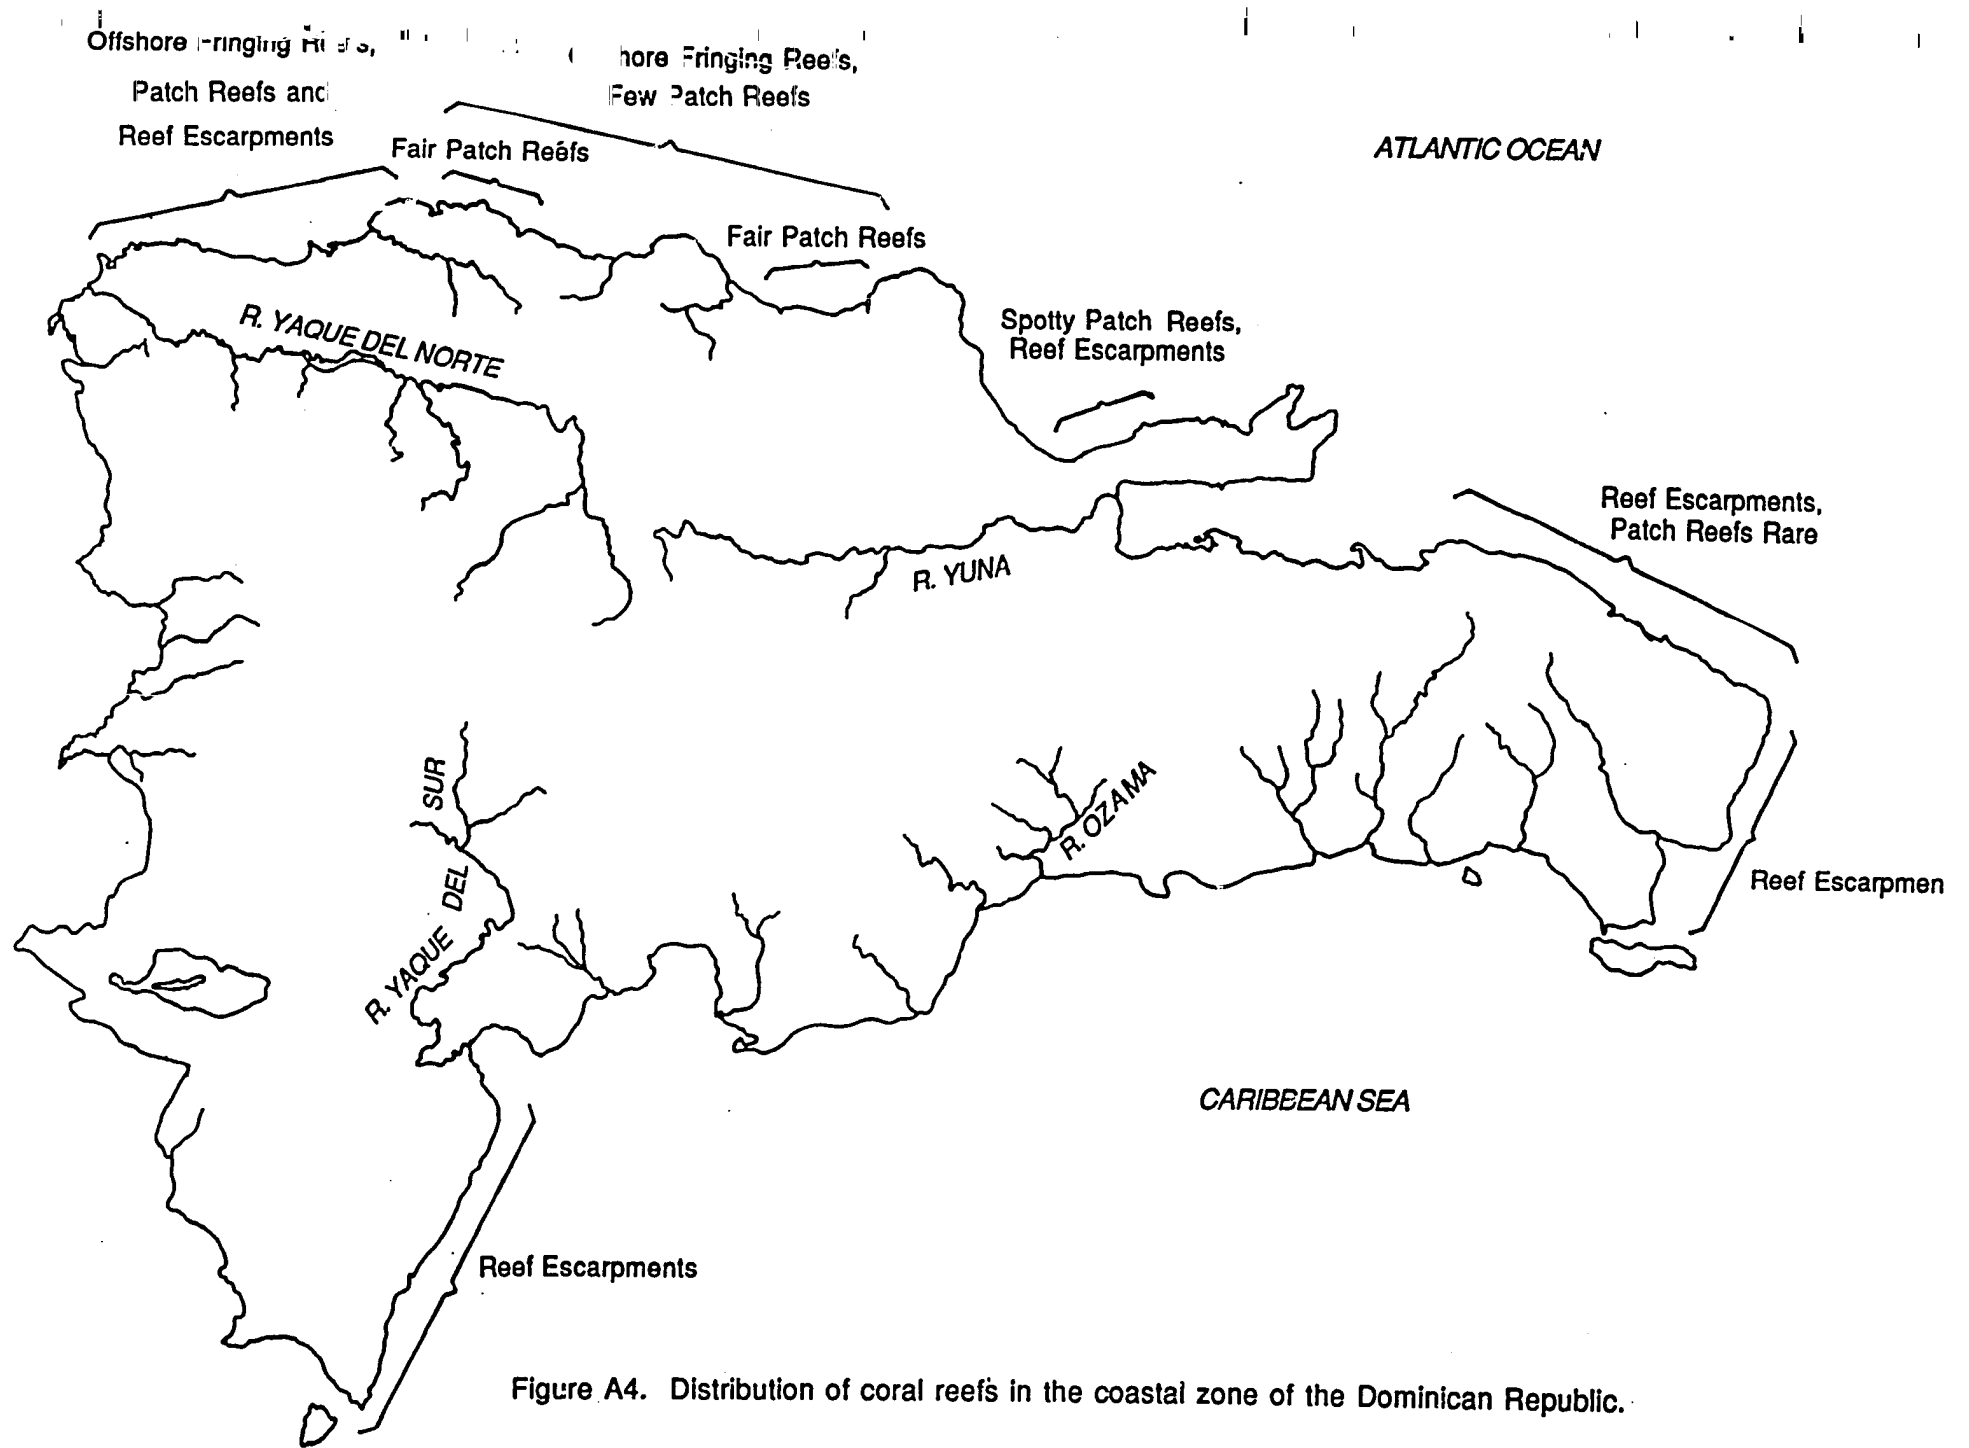 Offshore
Patch Reefs and
Reef Escarpments
Fringing Reefs,
Few Patch Reefs
Fair Patch Reefs
ATLANTIC OCEAN
Fair Patch Reefs
R. YAQUE DEL NORTE
Spotty Patch Reefs,
Reef Escarpments
Reef Escarpments,
Patch Reefs Rare
R. YUNA
R. YAQUE DEL SUR
R. OZAMA
Reef Escarpmen
CARIBBEAN SEA
Reef Escarpments
Figure A4. Distribution of coral reefs in the coastal zone of the Dominican Republic.